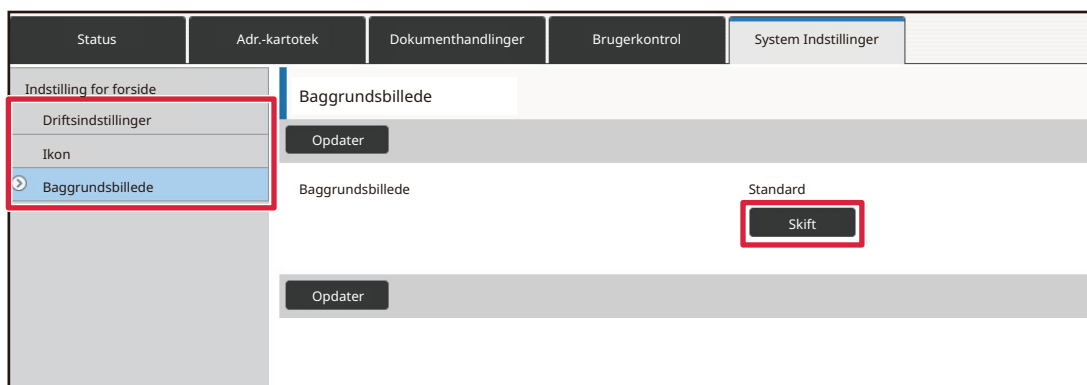 Status
Adr.-kartotek
Dokumenthandlinger
Brugerkontrol
System Indstillinger
Indstilling for forside
Driftsindstillinger
Ikon
Baggrundsbillede
Baggrundsbillede
Opdater
Baggrundsbillede
Standard
Skift
Opdater